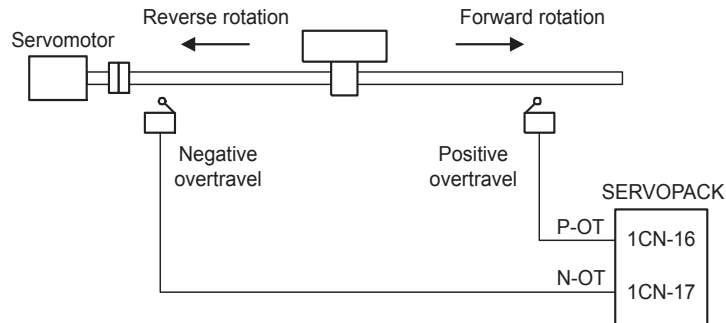 Reverse rotation
Forward rotation
Servomotor
Negative
overtravel
Positive
overtravel
SERVOPACK
P-OT
1CN-16
N-OT
1CN-17